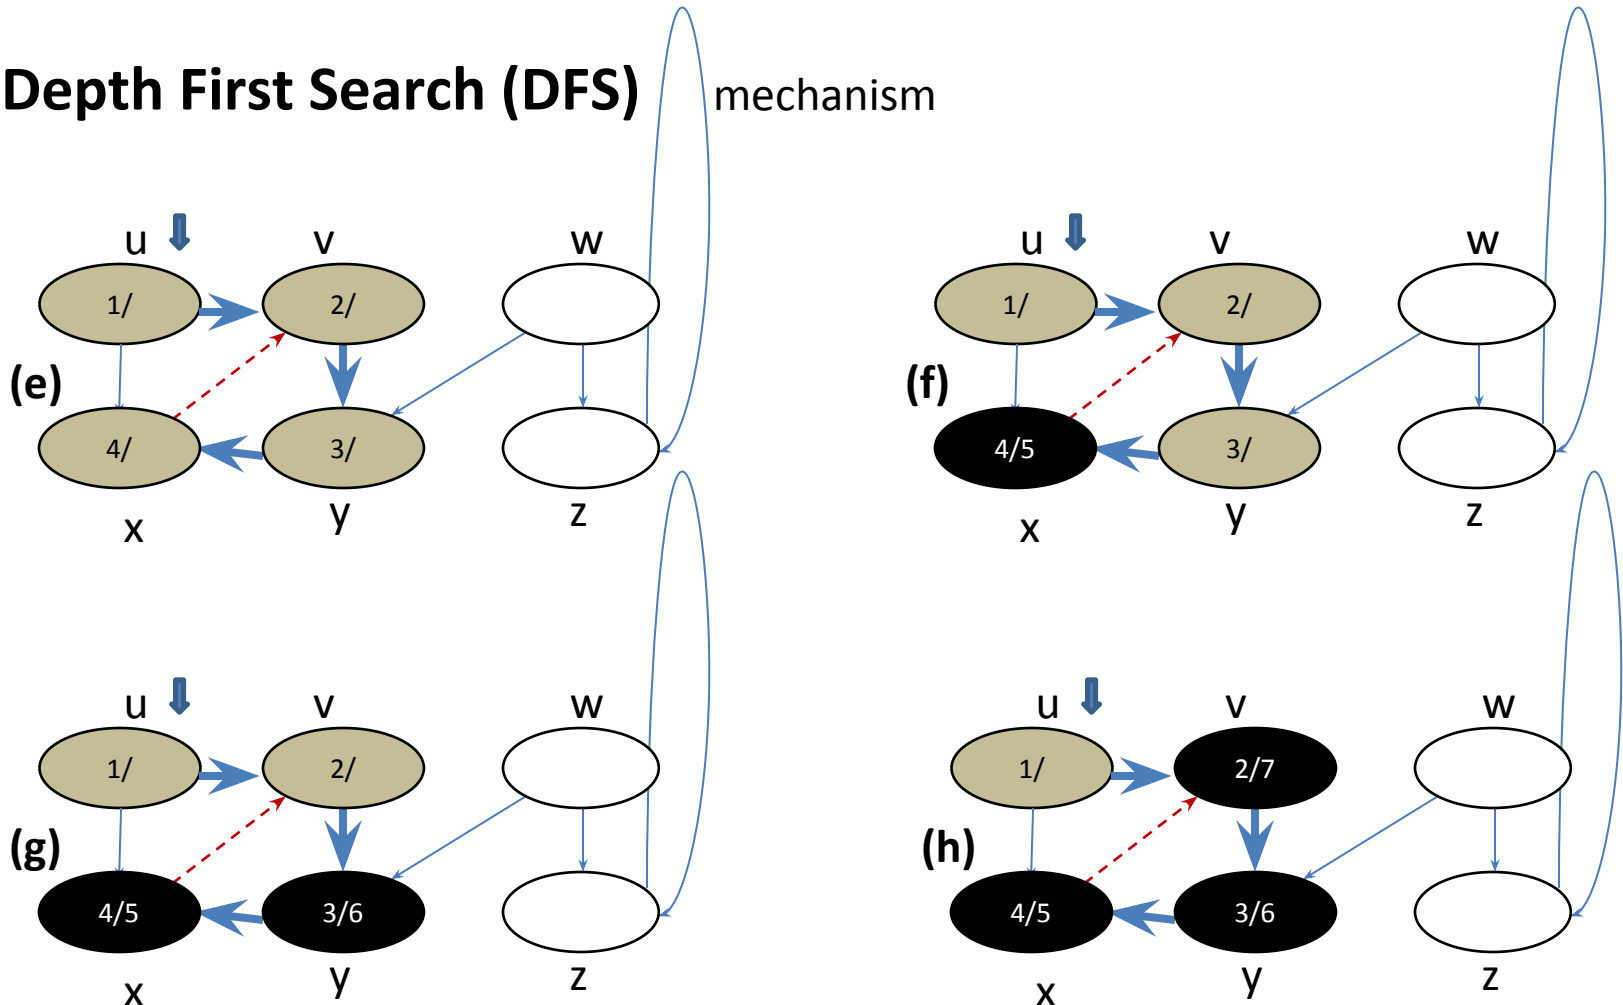 Depth First Search (DFS) mechanism
u v w
1/ 2/
(e)
4/ 3/
x y z
u v w
1/ 2/
(f)
4/5 3/
x y z
u v w
1/ 2/
(g)
4/5 3/6
x y z
u v w
1/ 2/7
(h)
4/5 3/6
x y z